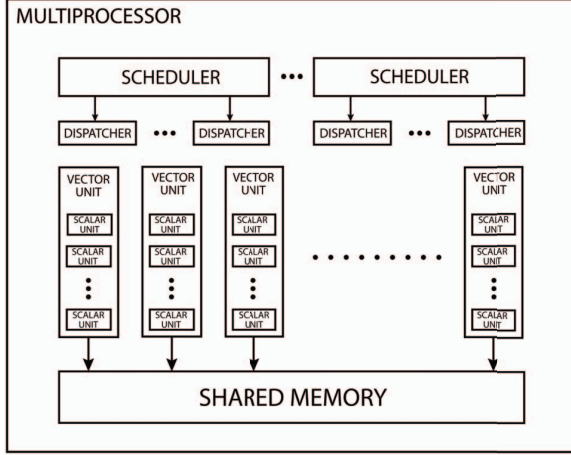 MULTIPROCESSOR
SCHEDULER ••• SCHEDULER
DISPATCHER ••• DISPATCHER DISPATCHER ••• DISPATCHER
VECTOR UNIT
SCALAR UNIT
SCALAR UNIT
SCALAR UNIT
VECTOR UNIT
SCALAR UNIT
SCALAR UNIT
SCALAR UNIT
VECTOR UNIT
SCALAR UNIT
SCALAR UNIT
SCALAR UNIT
VECTOR UNIT
SCALAR UNIT
SCALAR UNIT
SCALAR UNIT
SHARED MEMORY